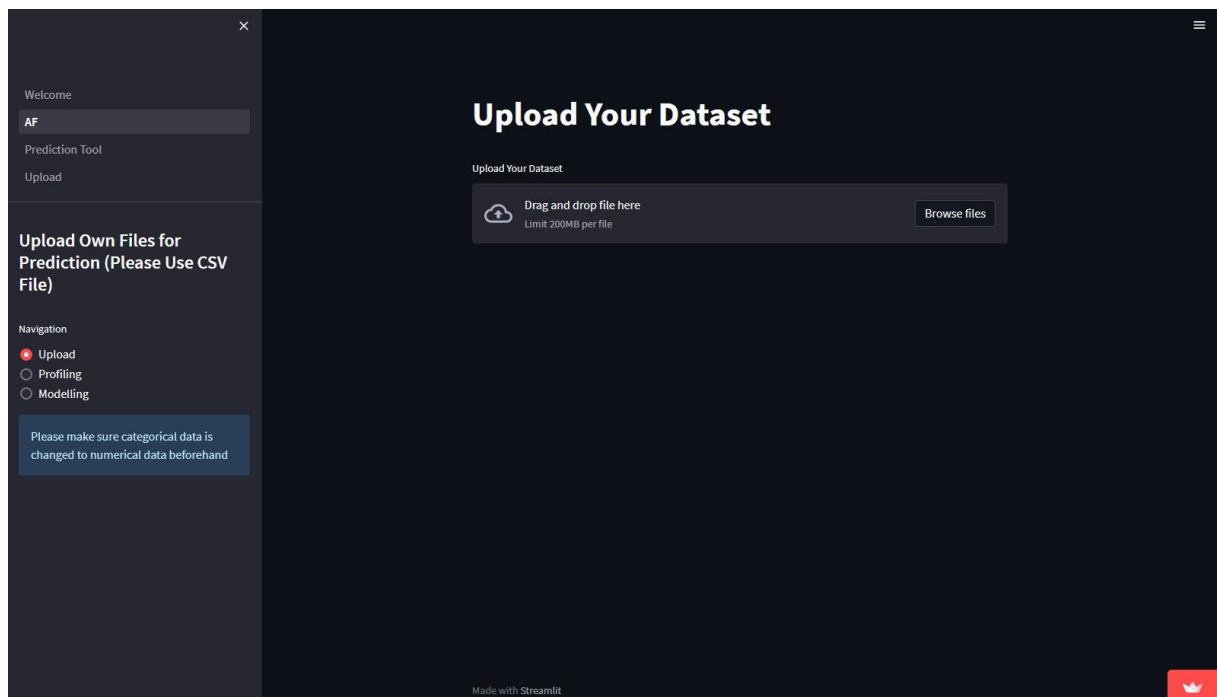 Welcome
AF
Prediction Tool
Upload
Upload Own Files for
Prediction (Please Use CSV
File)
Navigation
Upload
Profiling
Modelling
Please make sure categorical data is
changed to numerical data beforehand
Upload Your Dataset
Upload Your Dataset
Drag and drop file here
Limit 200MB per file
Browse files
Made with Streamlit